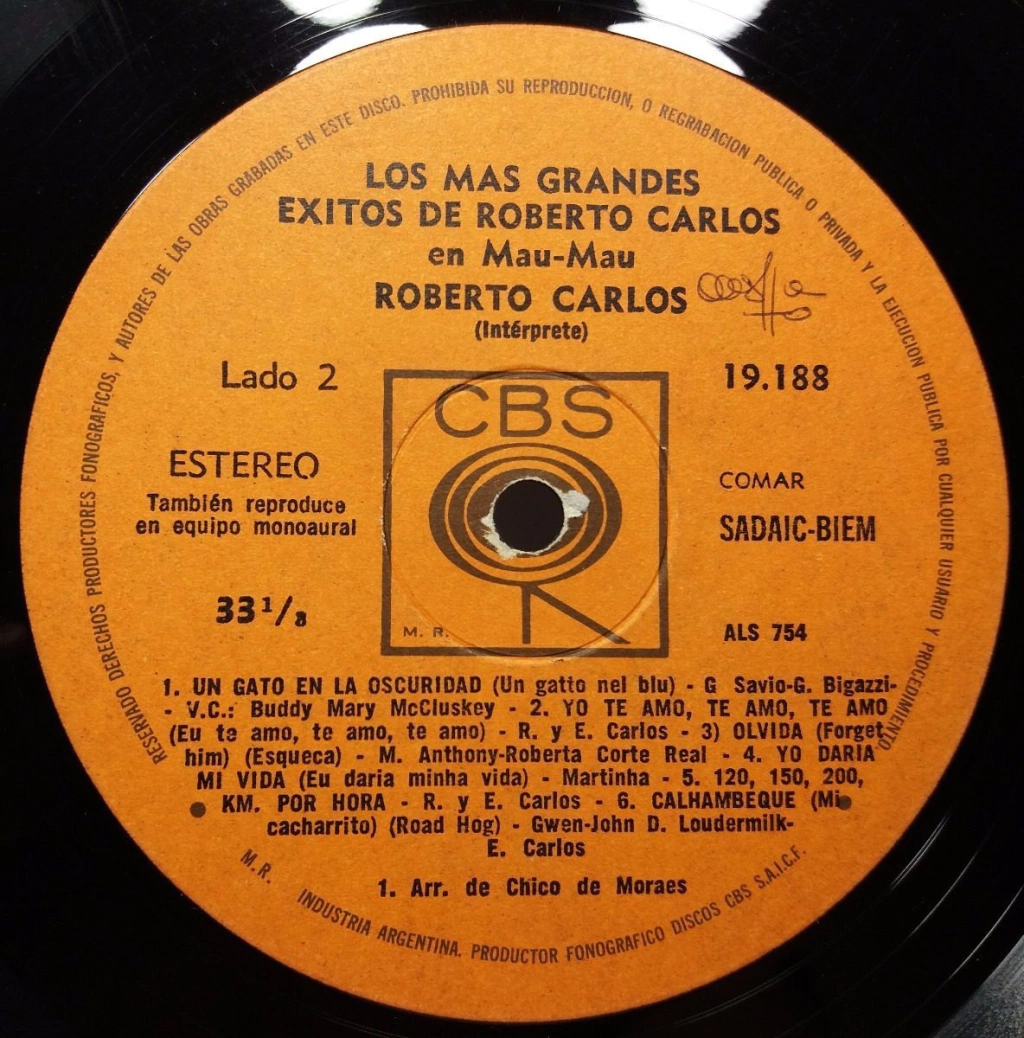 RESERVADO DERECHOS PRODUCTORES FONOGRAFICOS, Y AUTORES DE LAS OBRAS GRABADAS EN ESTE DISCO. PROHIBIDA SU REPRODUCCION, O REGRABACION PUBLICA O PRIVADA Y LA EJECUCION PUBLICA POR CUALQUIER USUARIO Y PROCEDIMIENTO.
LOS MAS GRANDES
EXITOS DE ROBERTO CARLOS
en Mau-Mau
ROBERTO CARLOS
(Intérprete)
Lado 2
19.188
CBS
ESTEREO
También reproduce
en equipo monoaural
COMAR
SADAIC-BIEM
33 1/3
M. R.
ALS 754
1. UN GATO EN LA OSCURIDAD (Un gatto nel blu) - G Savio-G. Bigazzi-
- V.C.: Buddy Mary McCluskey - 2. YO TE AMO, TE AMO, TE AMO
(Eu te amo, te amo, te amo) - R. y E. Carlos - 3) OLVIDA (Forget
him) (Esqueca) - M. Anthony-Roberta Corte Real - 4. YO DARIA
MI VIDA (Eu daria minha vida) - Martinha - 5. 120, 150, 200,
KM. POR HORA - R. y E. Carlos - 6. CALHAMBEQUE (Mi
cacharrito) (Road Hog) - Gwen-John D. Loudermilk-
E. Carlos
1. Arr. de Chico de Moraes
M. R. INDUSTRIA ARGENTINA. PRODUCTOR FONOGRAFICO DISCOS CBS S.A.I.C.F.